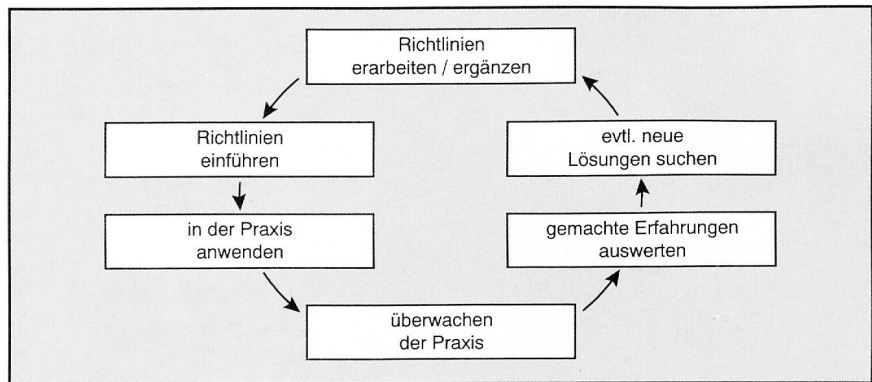 Richtlinien
erarbeiten / ergänzen
Richtlinien
einführen
in der Praxis
anwenden
überwachen
der Praxis
gemachte Erfahrungen
auswerten
evtl. neue
Lösungen suchen